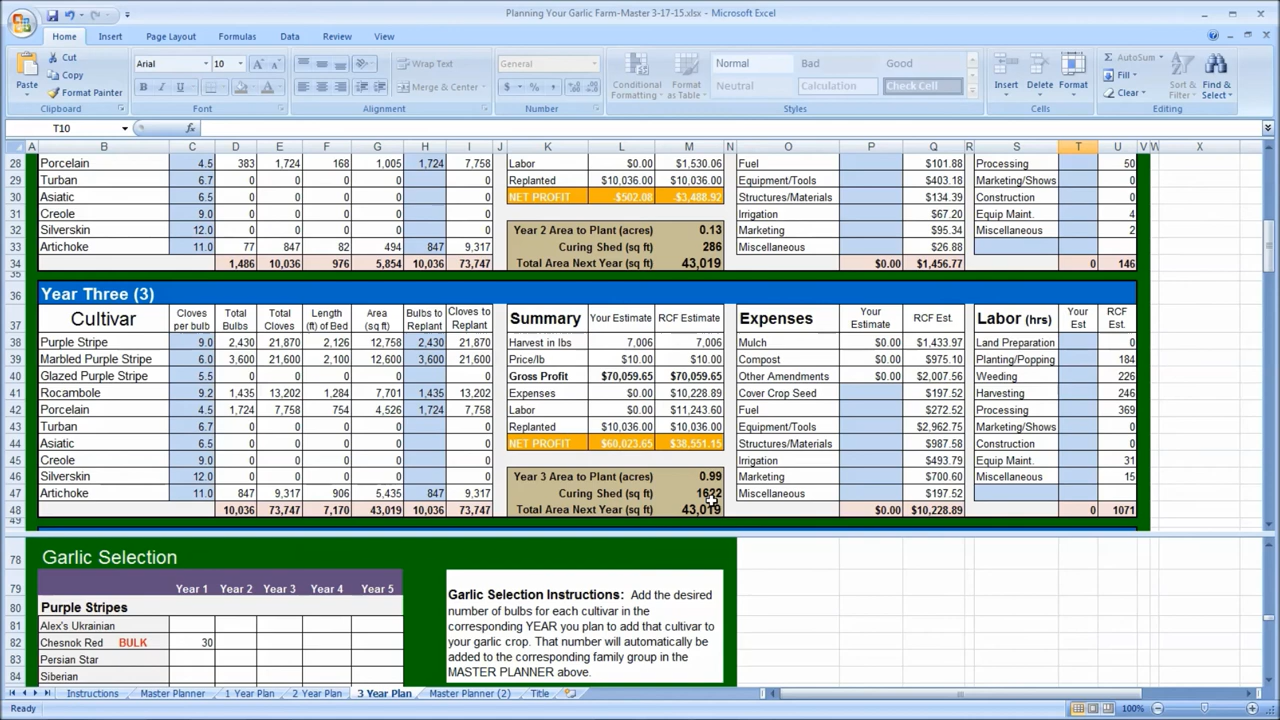 Planning Your Garlic Farm-Master 3-17-15.xlsx - Microsoft Excel
Home Insert Page Layout Formulas Data Review View
Cut Arial 10 Wrap Text General Normal Bad Good AutoSum
Copy Fill
Paste Format Painter Merge & Center Conditional Formatting Format as Table Neutral Calculation Check Cell Insert Delete Format Clear Sort & Filter Find & Select
Clipboard Font Alignment Number Styles Cells Editing
T10 fx
A B C D E F G H I J K L M N O P Q R S T U V W X
28 Porcelain 4.5 383 1,724 168 1,005 1,724 7,758 Labor $0.00 $1,530.06 Fuel $101.88 Processing 50
29 Turban 6.7 0 0 0 0 0 Replanted $10,036.00 $10,036.00 Equipment/Tools $403.18 Marketing/Shows 0
30 Asiatic 6.5 0 0 0 0 0 NET PROFIT -$502.08 -$3,488.92 Structures/Materials $134.39 Construction 0
31 Creole 9.0 0 0 0 0 0 Irrigation $67.20 Equip Maint. 4
32 Silverskin 12.0 0 0 0 0 0 Year 2 Area to Plant (acres) 0.13 Marketing $95.34 Miscellaneous 2
33 Artichoke 11.0 77 847 82 494 847 9,317 Curing Shed (sq ft) 286 Miscellaneous $26.88
34 1,486 10,036 976 5,854 10,036 73,747 Total Area Next Year (sq ft) 43,019 $0.00 $1,456.77 0 146
35
36 Year Three (3)
37 Cultivar Cloves per bulb Total Bulbs Total Cloves Length (ft) of Bed Area (sq ft) Bulbs to Replant Cloves to Replant Summary Your Estimate RCF Estimate Expenses Your Estimate RCF Est. Labor (hrs) Your Est RCF Est.
38 Purple Stripe 9.0 2,430 21,870 2,126 12,758 2,430 21,870 Harvest in lbs 7,006 7,006 Mulch $0.00 $1,433.97 Land Preparation 0
39 Marbled Purple Stripe 6.0 3,600 21,600 2,100 12,600 3,600 21,600 Price/lb $10.00 $10.00 Compost $0.00 $975.10 Planting/Popping 184
40 Glazed Purple Stripe 5.5 0 0 0 0 0 Gross Profit $70,059.65 $70,059.65 Other Amendments $0.00 $2,007.56 Weeding 226
41 Rocambole 9.2 1,435 13,202 1,284 7,701 1,435 13,202 Expenses $0.00 $10,228.89 Cover Crop Seed $197.52 Harvesting 246
42 Porcelain 4.5 1,724 7,758 754 4,526 1,724 7,758 Labor $0.00 $11,243.60 Fuel $272.52 Processing 369
43 Turban 6.7 0 0 0 0 0 Replanted $10,036.00 $10,036.00 Equipment/Tools $2,962.75 Marketing/Shows 0
44 Asiatic 6.5 0 0 0 0 0 NET PROFIT $60,023.65 $38,551.15 Structures/Materials $987.58 Construction 0
45 Creole 9.0 0 0 0 0 0 Irrigation $493.79 Equip Maint. 31
46 Silverskin 12.0 0 0 0 0 0 Year 3 Area to Plant (acres) 0.99 Marketing $700.60 Miscellaneous 15
47 Artichoke 11.0 847 9,317 906 5,435 847 9,317 Curing Shed (sq ft) Miscellaneous $197.52
48 10,036 73,747 7,170 43,019 10,036 73,747 Total Area Next Year (sq ft) 43,019 $0.00 $10,228.89 0 1071
49
78 Garlic Selection
79 Year 1 Year 2 Year 3 Year 4 Year 5
80 Purple Stripes
81 Alex's Ukrainian
82 Chesnok Red BULK 30
83 Persian Star
84 Siberian
Garlic Selection Instructions: Add the desired
number of bulbs for each cultivar in the
corresponding YEAR you plan to add that cultivar to
your garlic crop. That number will automatically be
added to the corresponding family group in the
MASTER PLANNER above.
Instructions Master Planner 1 Year Plan 2 Year Plan 3 Year Plan Master Planner (2) Title
Ready 100%